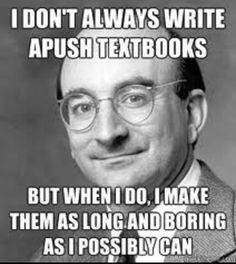 I DON'T ALWAYS WRITE
APUSH TEXTBOOKS
BUT WHEN I DO, I MAKE
THEM AS LONG AND BORING
AS I POSSIBLY CAN